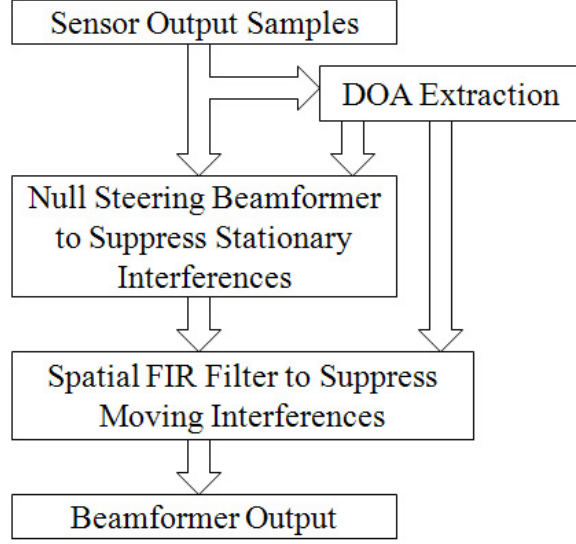 Sensor Output Samples
DOA Extraction
Null Steering Beamformer
to Suppress Stationary
Interferences
Spatial FIR Filter to Suppress
Moving Interferences
Beamformer Output